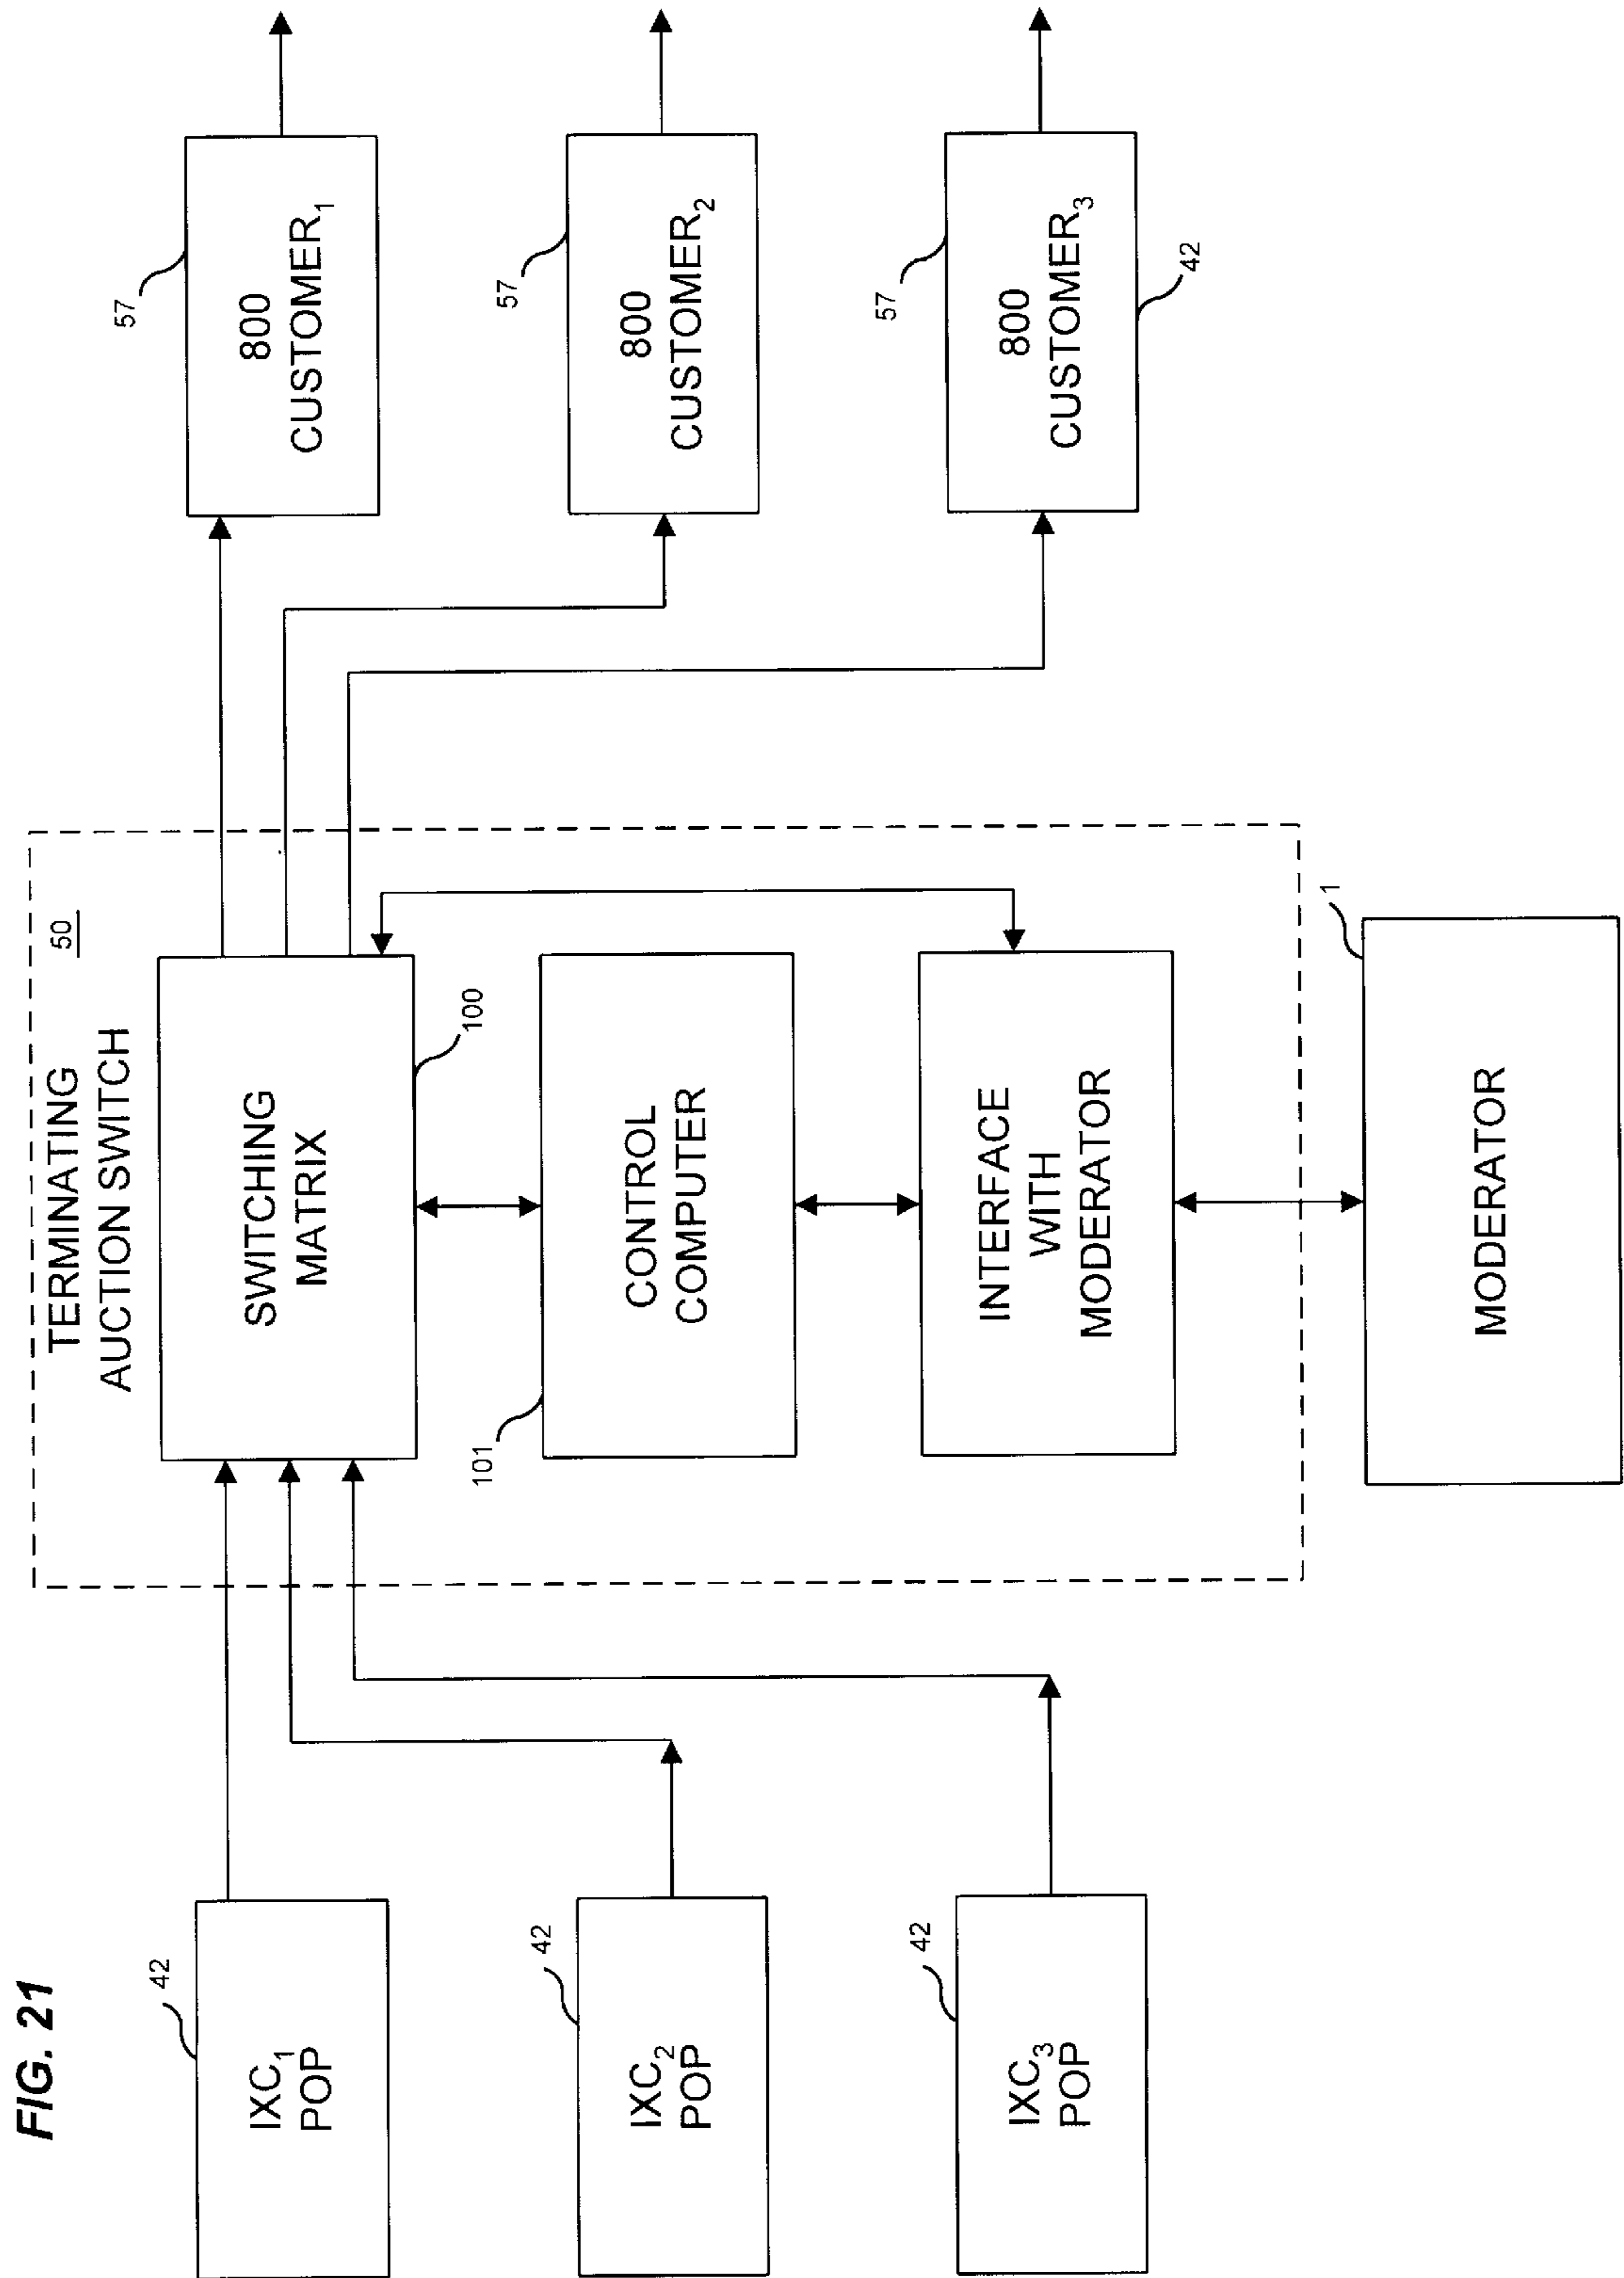 FIG. 21
42
IXC1
POP
42
IXC2
POP
42
IXC3
POP
TERMINATING 50
AUCTION SWITCH
SWITCHING
MATRIX
100
101
CONTROL
COMPUTER
INTERFACE
WITH
MODERATOR
1
MODERATOR
57
800
CUSTOMER1
57
800
CUSTOMER2
57
800
CUSTOMER3
42